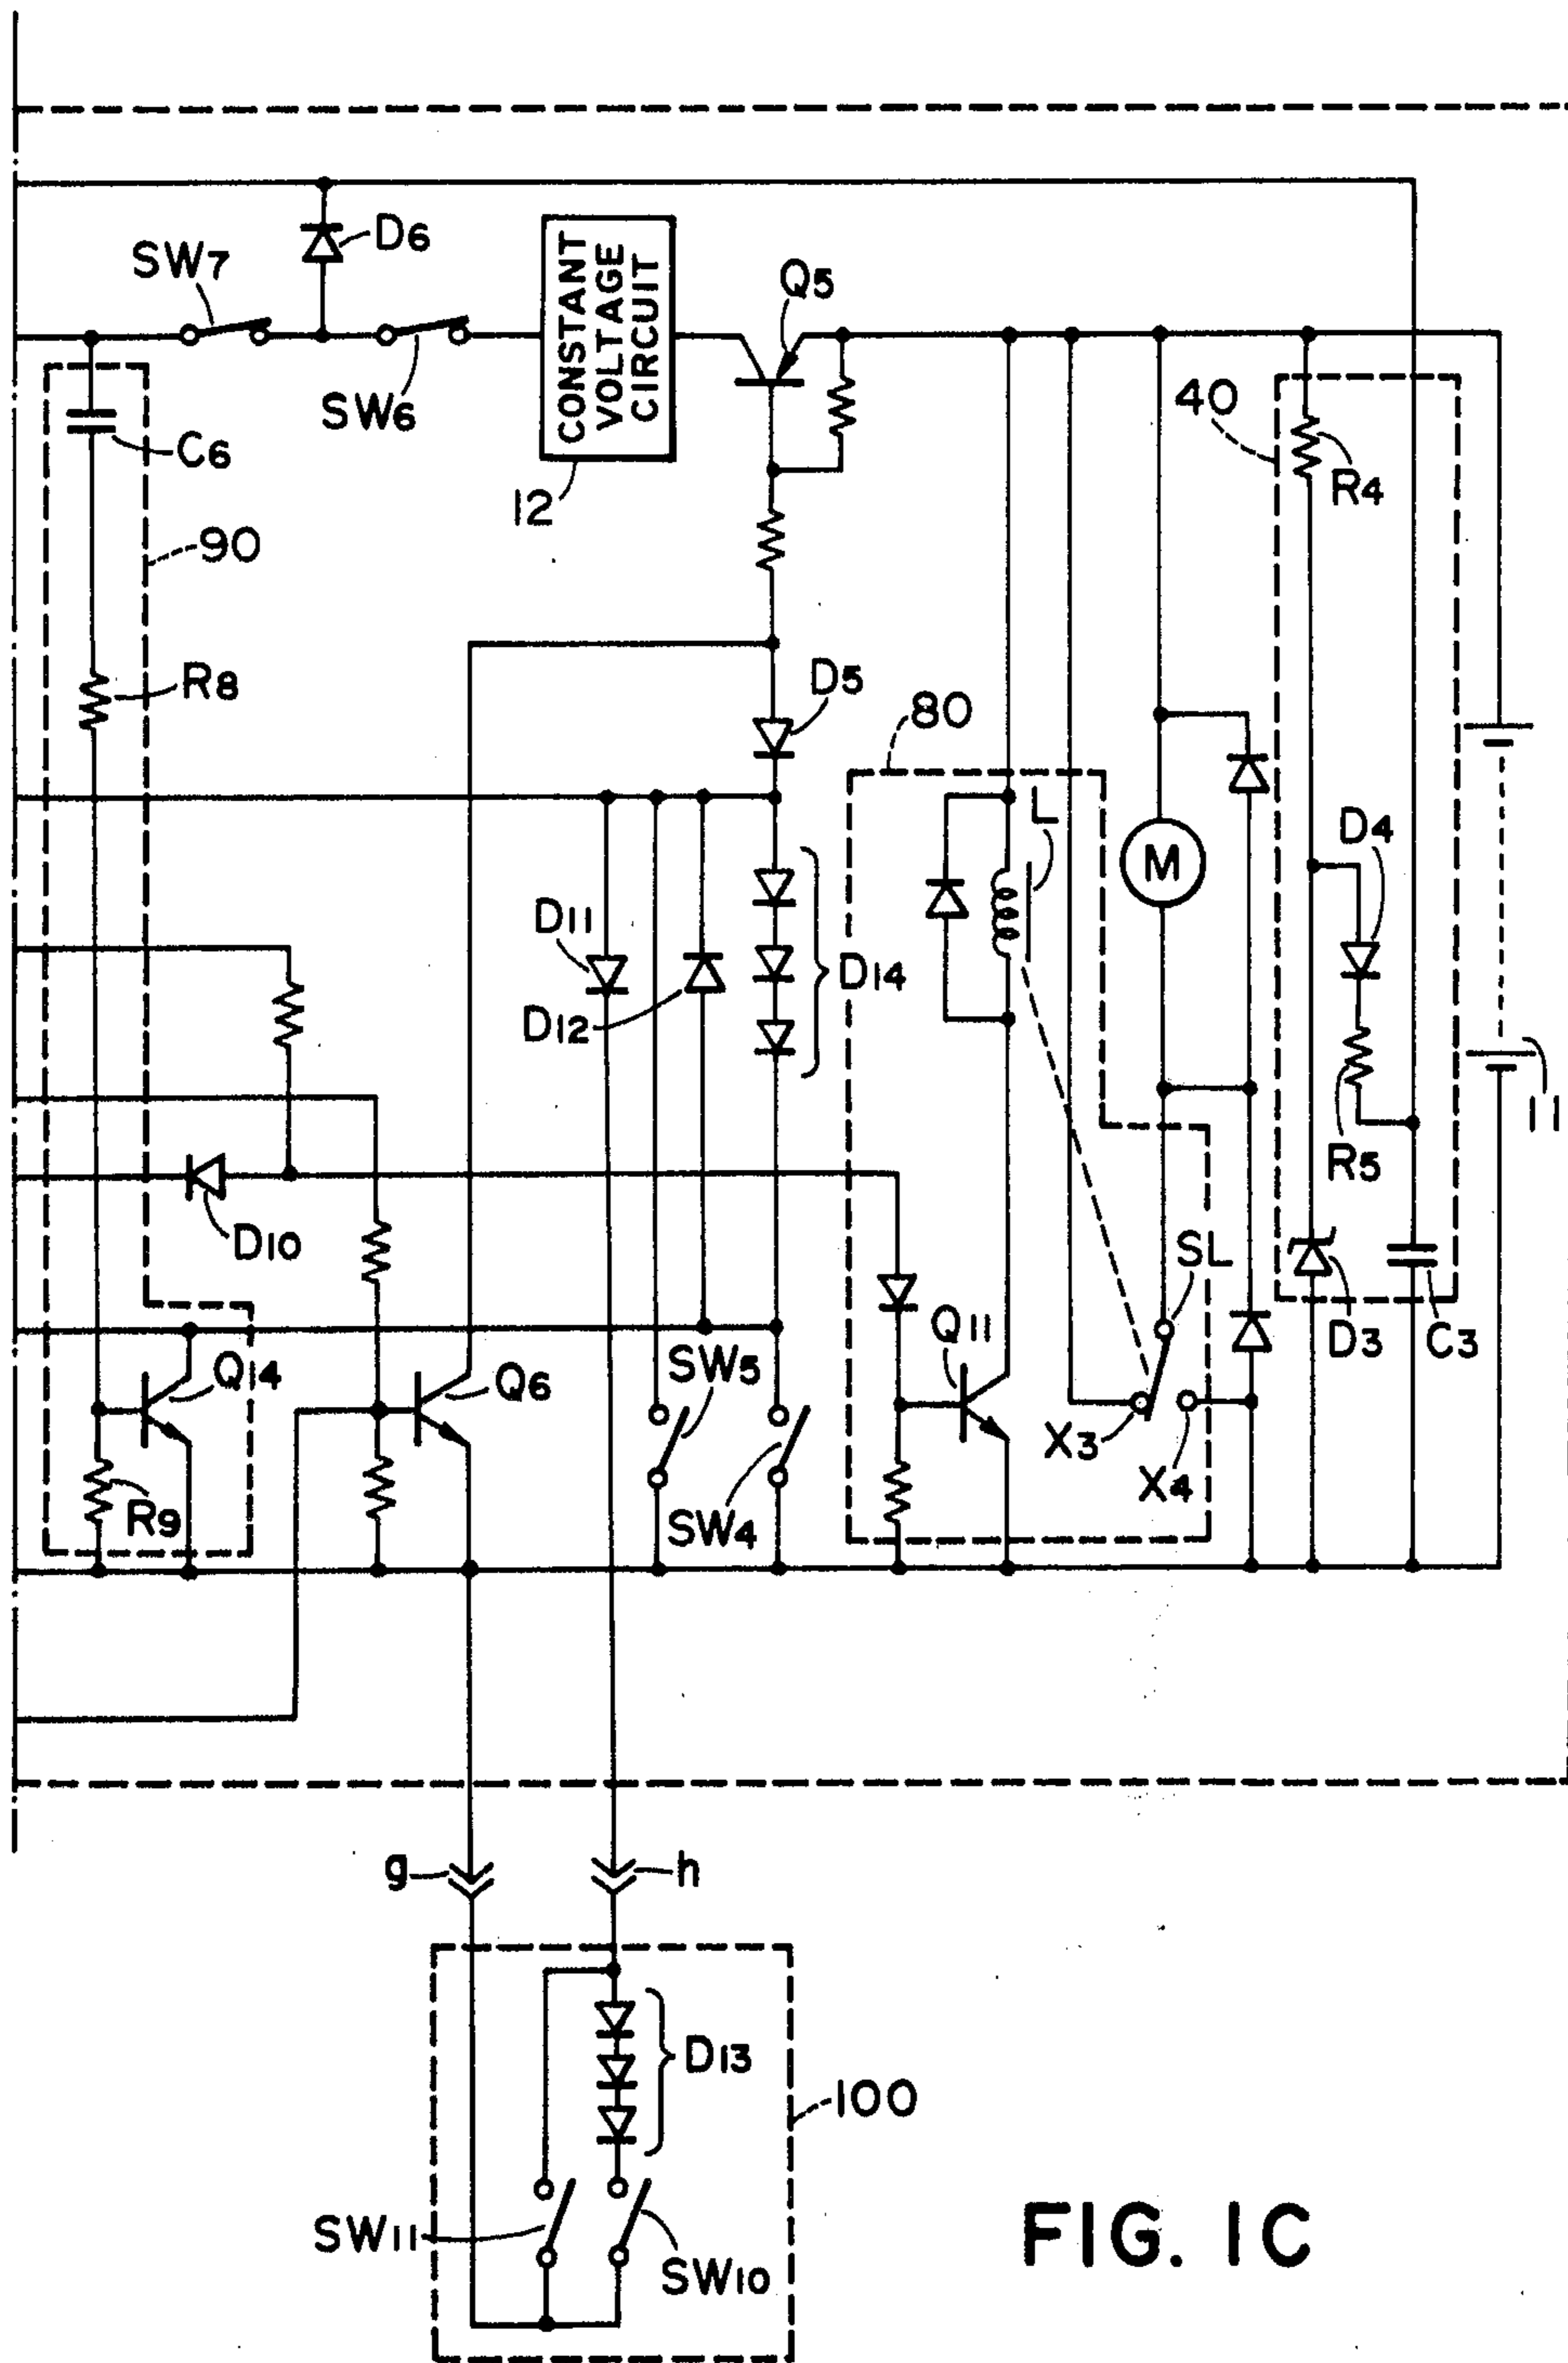 D6
SW7
CONSTANT
VOLTAGE
CIRCUIT
Q5
SW6
12
40
R4
C6
90
R8
D5
80
L
M
D4
D11
D12
D14
R5
11
D10
SL
Q14
Q6
SW5
Q11
D3
C3
X3
X4
R9
SW4
g
h
D13
100
SW11
SW10
FIG. 1C